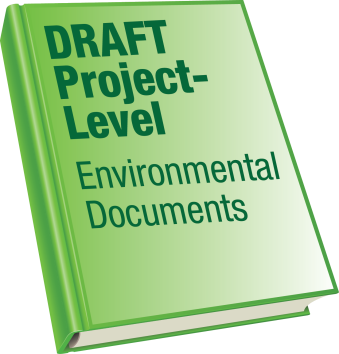 DRAFT
Project-
Level
Environmental
Documents